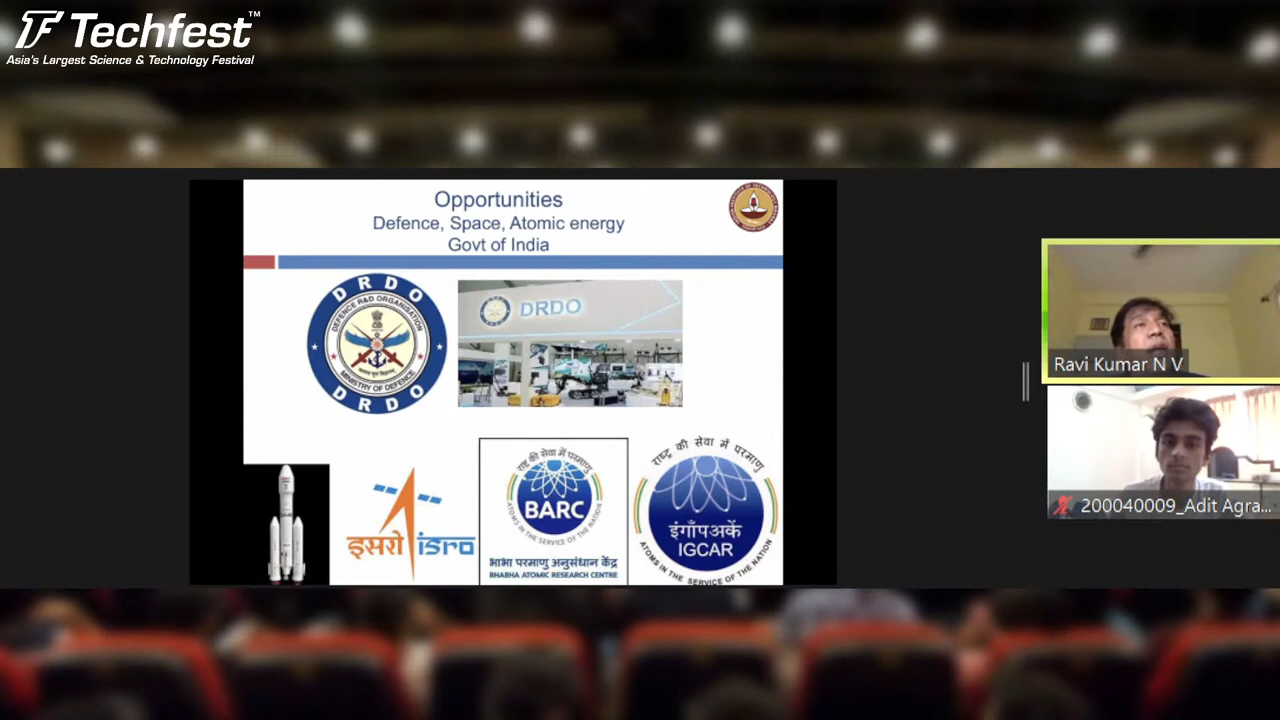 TF Techfest™
Asia's Largest Science & Technology Festival
Opportunities
Defence, Space, Atomic energy
Govt of India
DRDO
DEFENCE R&D ORGANISATION
MINISTRY OF DEFENCE
DRDO
DRDO
इसरो isro
राष्ट्र की सेवा में परमाणु
BARC
ATOMS IN THE SERVICE OF THE NATION
भाभा परमाणु अनुसंधान केंद्र
BHABHA ATOMIC RESEARCH CENTRE
राष्ट्र की सेवा में परमाणु
इंगाँपअकें
IGCAR
ATOMS IN THE SERVICE OF THE NATION
Ravi Kumar N V
200040009_Adit Agra...